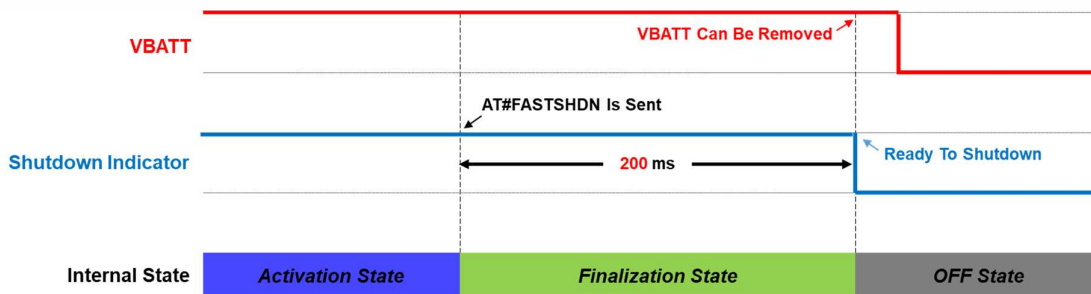 VBATT
VBATT Can Be Removed
AT#FASTSHDN Is Sent
Shutdown Indicator
200 ms
Ready To Shutdown
Internal State
Activation State
Finalization State
OFF State